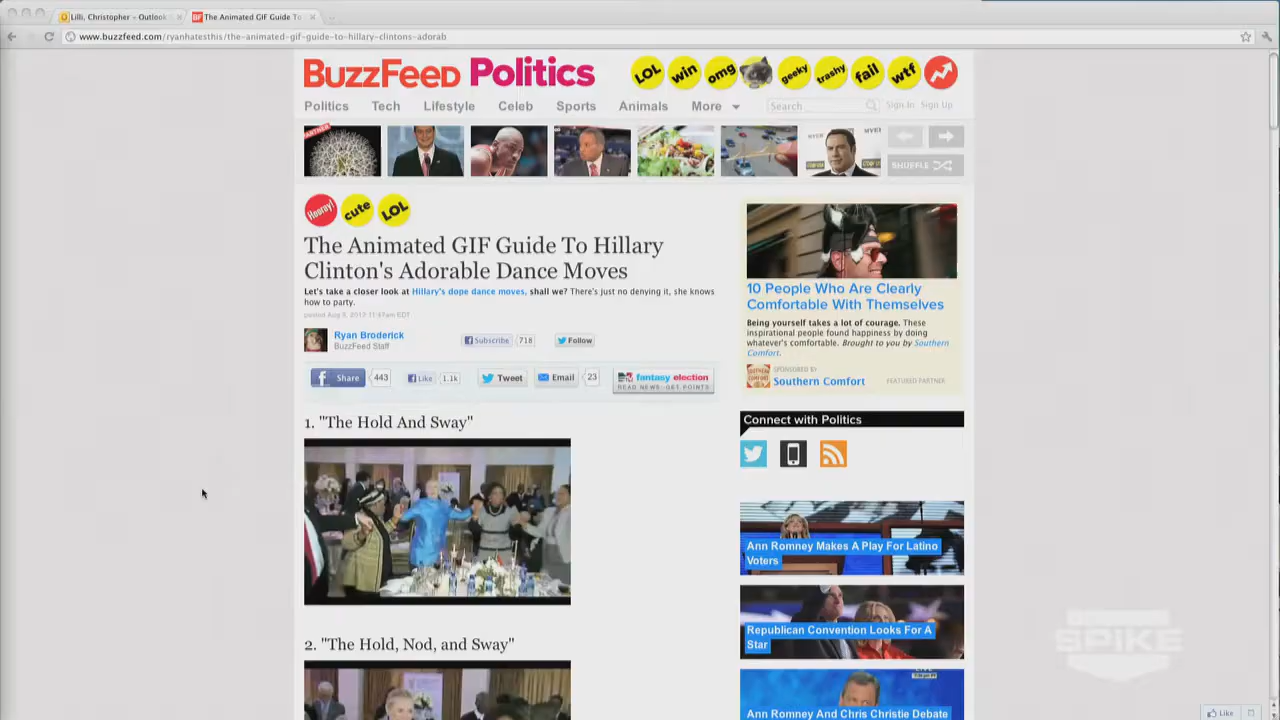 Lilli, Christopher – Outlook
The Animated GIF Guide To
www.buzzfeed.com/ryanhatesthis/the-animated-gif-guide-to-hillary-clintons-adorab
BuzzFeed Politics
LOL win omg geeky trashy fail wtf
Politics Tech Lifestyle Celeb Sports Animals More
Search
Sign In Sign Up
PARTNER
SHUFFLE
Hooray! cute LOL
The Animated GIF Guide To Hillary
Clinton's Adorable Dance Moves
Let's take a closer look at Hillary's dope dance moves, shall we? There's just no denying it, she knows
how to party.
Ryan Broderick
BuzzFeed Staff
Subscribe 718
Follow
Share 443
Like 1.1k
Tweet
Email 23
fantasy election
READ NEWS. GET POINTS
1. "The Hold And Sway"
2. "The Hold, Nod, and Sway"
10 People Who Are Clearly
Comfortable With Themselves
Being yourself takes a lot of courage. These
inspirational people found happiness by doing
whatever's comfortable. Brought to you by Southern
Comfort.
SPONSORED BY
Southern Comfort
FEATURED PARTNER
Connect with Politics
Ann Romney Makes A Play For Latino
Voters
Republican Convention Looks For A
Star
Ann Romney And Chris Christie Debate
SPIKE
Like